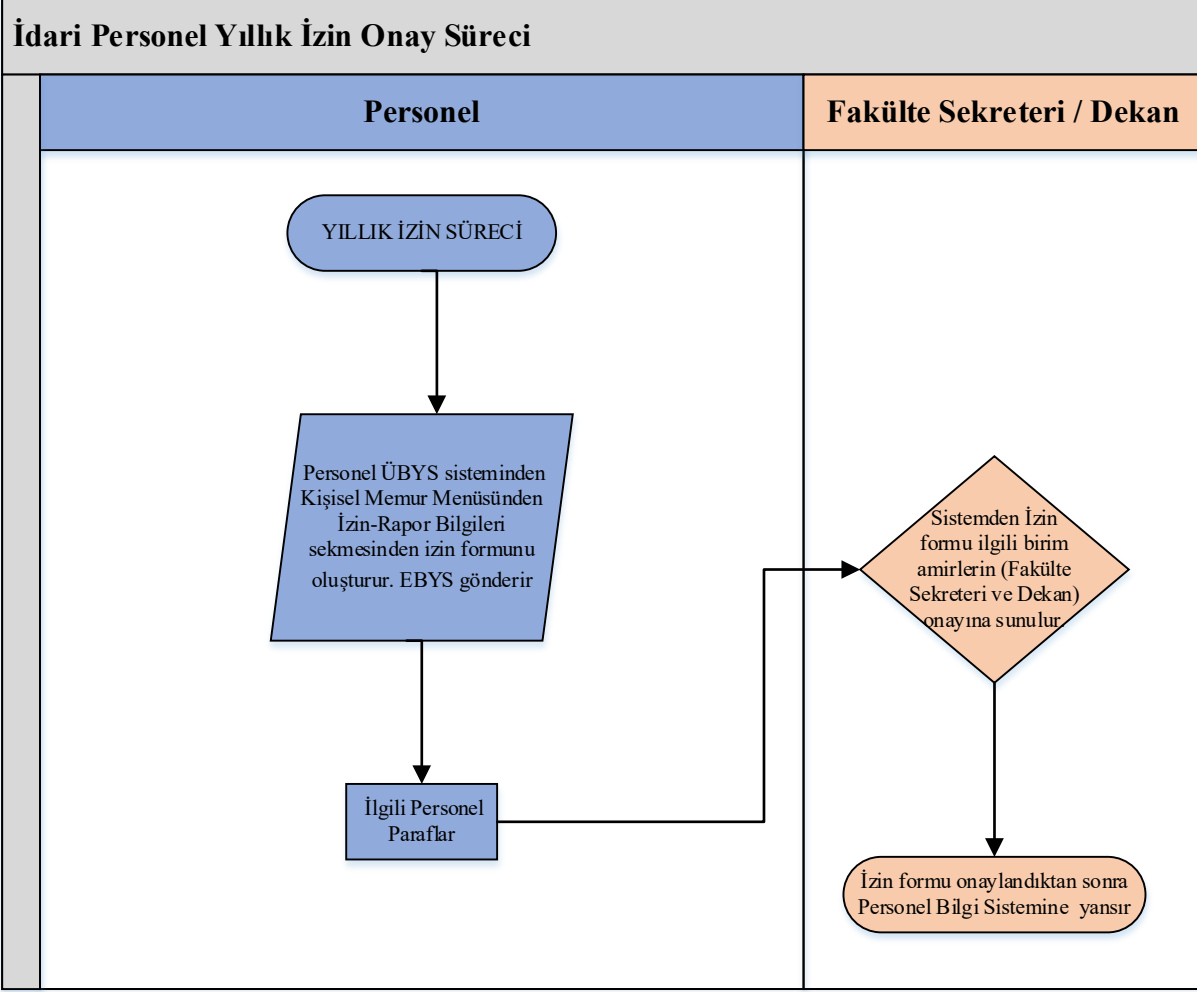 İdari Personel Yıllık İzin Onay Süreci
Personel
Fakülte Sekreteri / Dekan
YILLIK İZİN SÜRECİ
Personel ÜBYS sisteminden
Kişisel Memur Menüsünden
İzin-Rapor Bilgileri
sekmesinden izin formunu
oluşturur. EBYS gönderir
İlgili Personel
Paraflar
Sistemden İzin
formu ilgili birim
amirlerin (Fakülte
Sekreteri ve Dekan)
onayına sunulur.
İzin formu onaylandıktan sonra
Personel Bilgi Sistemine yansır